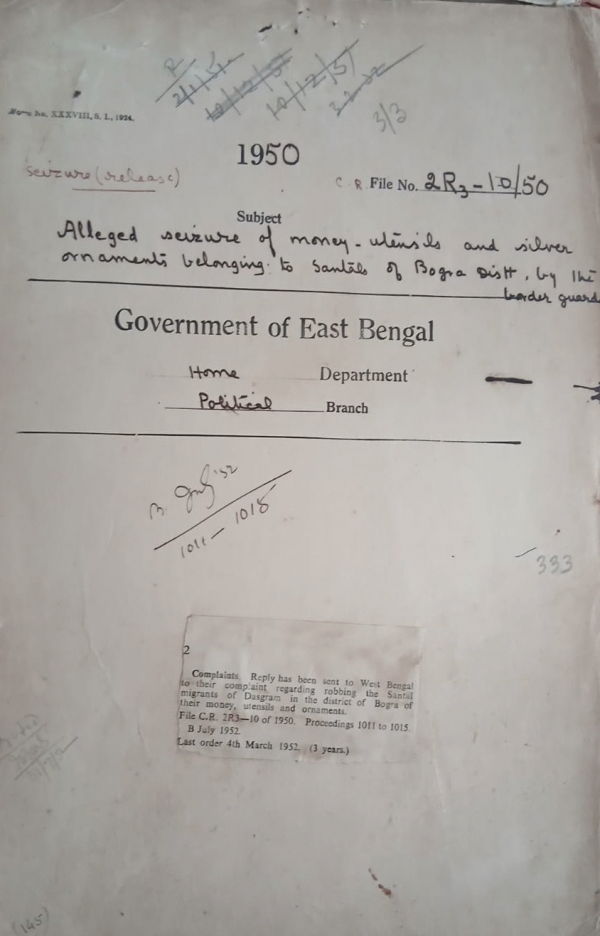 Form No. XXXVIII, S. I., 1924.
3/3
1950
Seizure (release)
C. R. File No. 2R3-10/50
Subject
Alleged seizure of money-utensils and silver
ornaments belonging to Santals of Bogra Distt, by the
border guard
Government of East Bengal
Home Department
Political Branch
B. July '52
1011 - 1015
333
2
Complaints. Reply has been sent to West Bengal
to their complaint regarding robbing the Santal
migrants of Dasgram in the district of Bogra of
their money, utensils and ornaments.
File C.R. 2R3—10 of 1950. Proceedings 1011 to 1015
B July 1952.
Last order 4th March 1952. (3 years.)
(145)